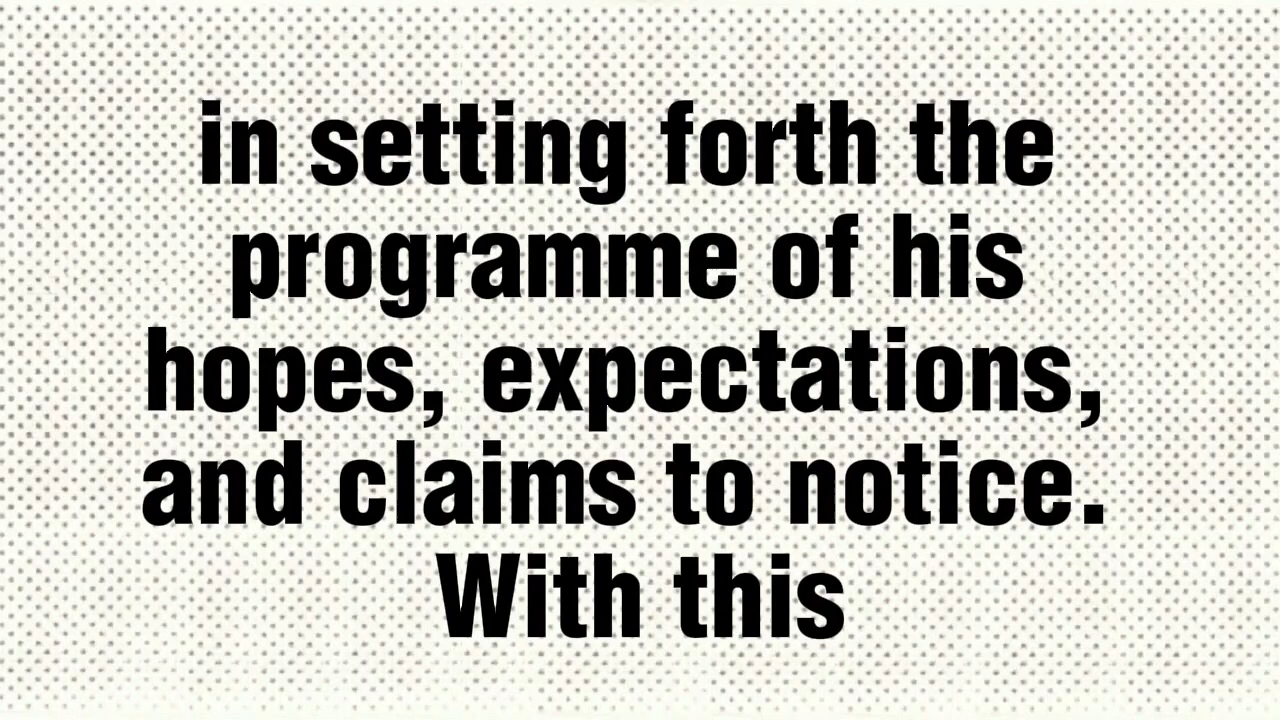 in setting forth the
programme of his
hopes, expectations,
and claims to notice.
With this